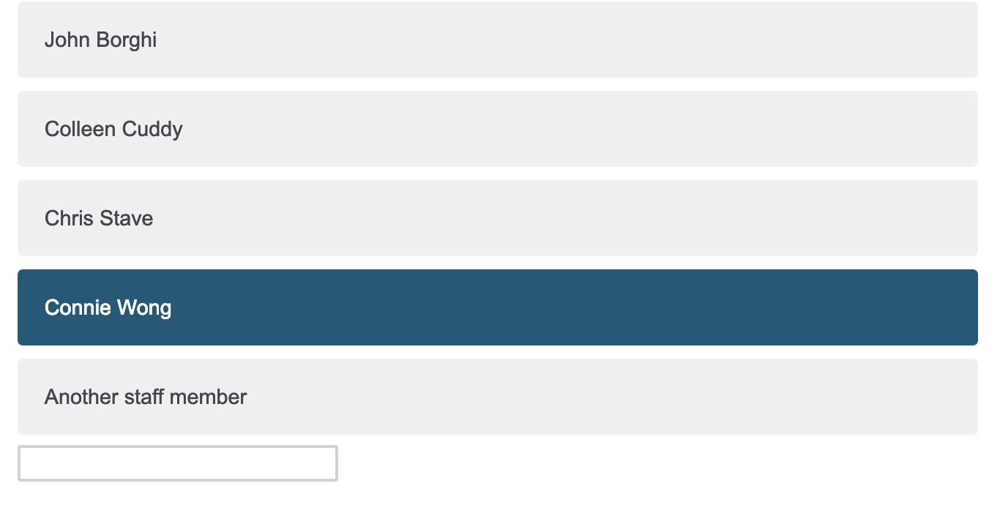 John Borghi
Colleen Cuddy
Chris Stave
Connie Wong
Another staff member